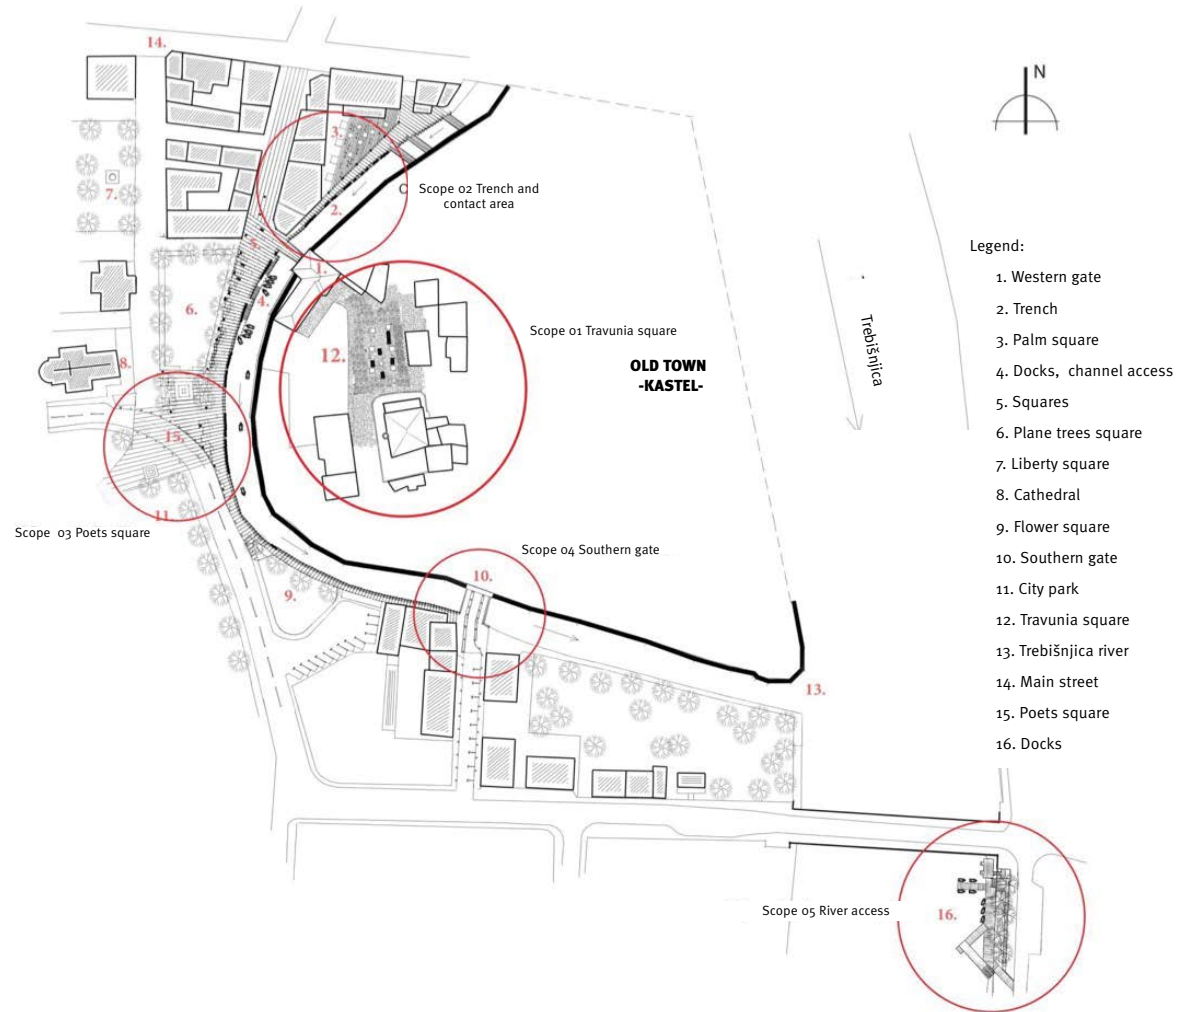 14.
N
3.
Scope 02 Trench and
contact area
7.
2.
C
Legend:
5.
1.
1. Western gate
4.
6.
2. Trench
3. Palm square
Scope 01 Travunia square
12.
OLD TOWN
-KASTEL-
Trebišnjica
4. Docks, channel access
8.
5. Squares
6. Plane trees square
15.
7. Liberty square
8. Cathedral
11.
Scope 03 Poets square
9. Flower square
Scope 04 Southern gate
10. Southern gate
10.
9.
11. City park
12. Travunia square
13. Trebišnjica river
13.
14. Main street
15. Poets square
16. Docks
Scope 05 River access
16.